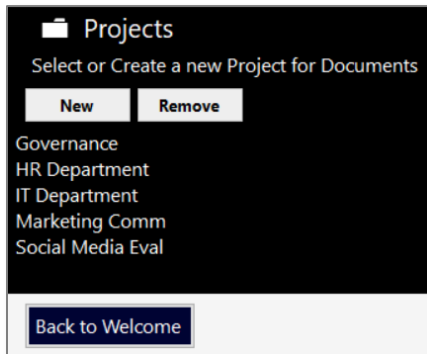 Projects
Select or Create a new Project for Documents
New Remove
Governance
HR Department
IT Department
Marketing Comm
Social Media Eval
Back to Welcome